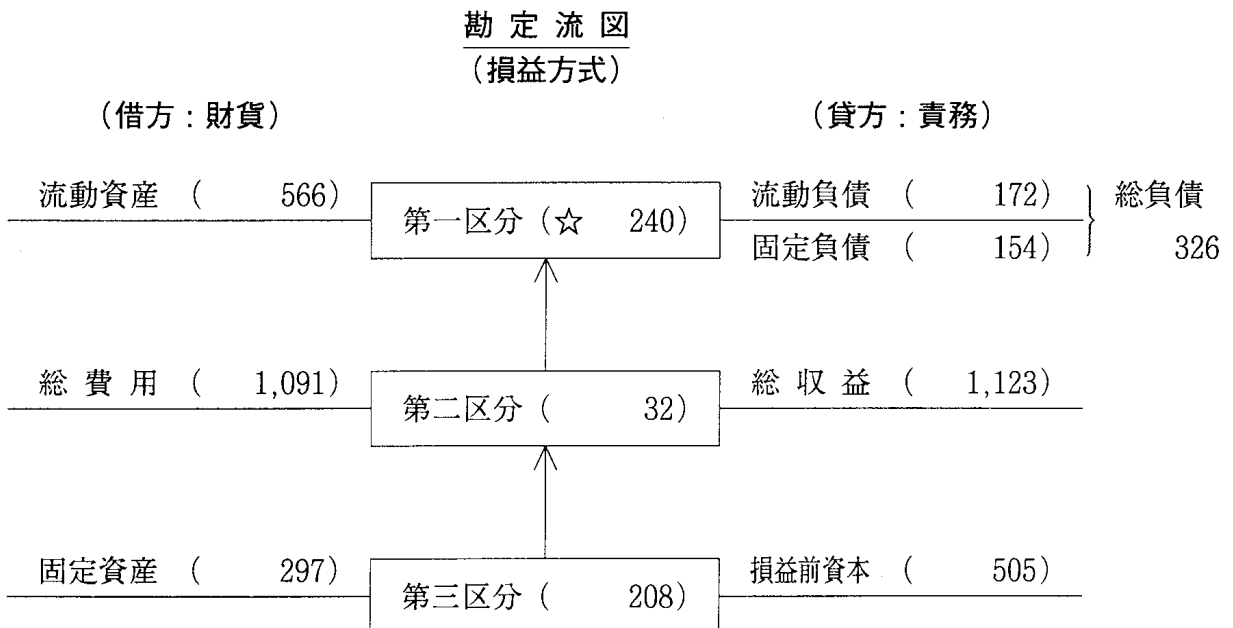 勘定流図
(損益方式)
(借方：財貨) (貸方：責務)
流動資産 ( 566) 第一区分 (☆ 240) 流動負債 ( 172) 総負債
固定負債 ( 154) 326
総費用 ( 1,091) 第二区分 ( 32) 総収益 ( 1,123)
固定資産 ( 297) 第三区分 ( 208) 損益前資本 ( 505)